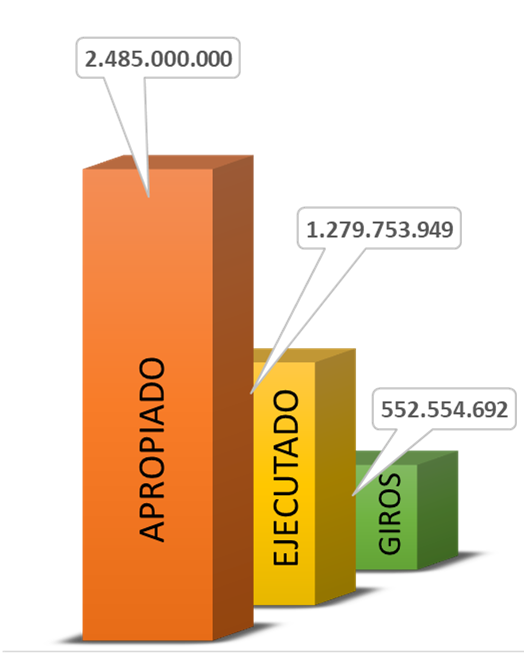 2.485.000.000
1.279.753.949
552.554.692
APROPIADO
EJECUTADO
GIROS